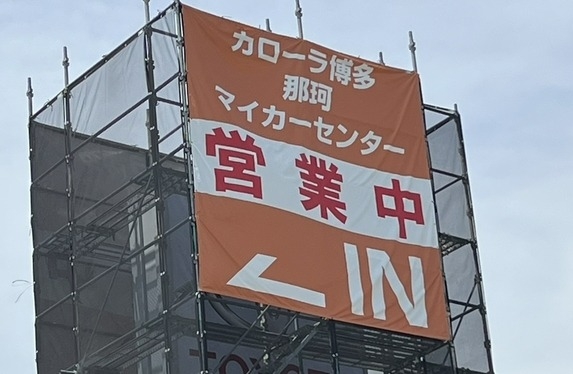 カローラ博多
那珂
マイカーセンター
営業中
←IN